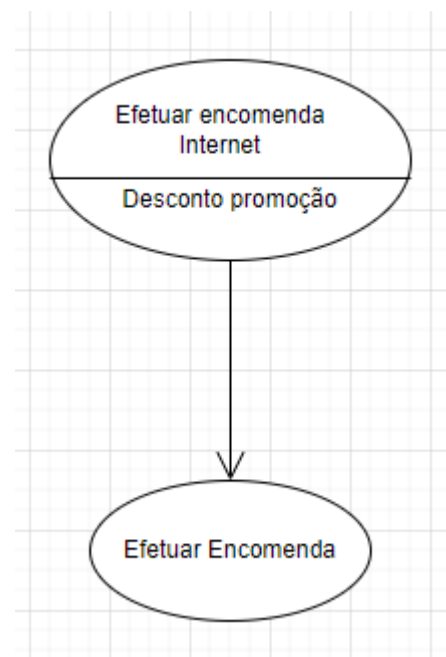 Efetuar encomenda
Internet
Desconto promoção
Efetuar Encomenda